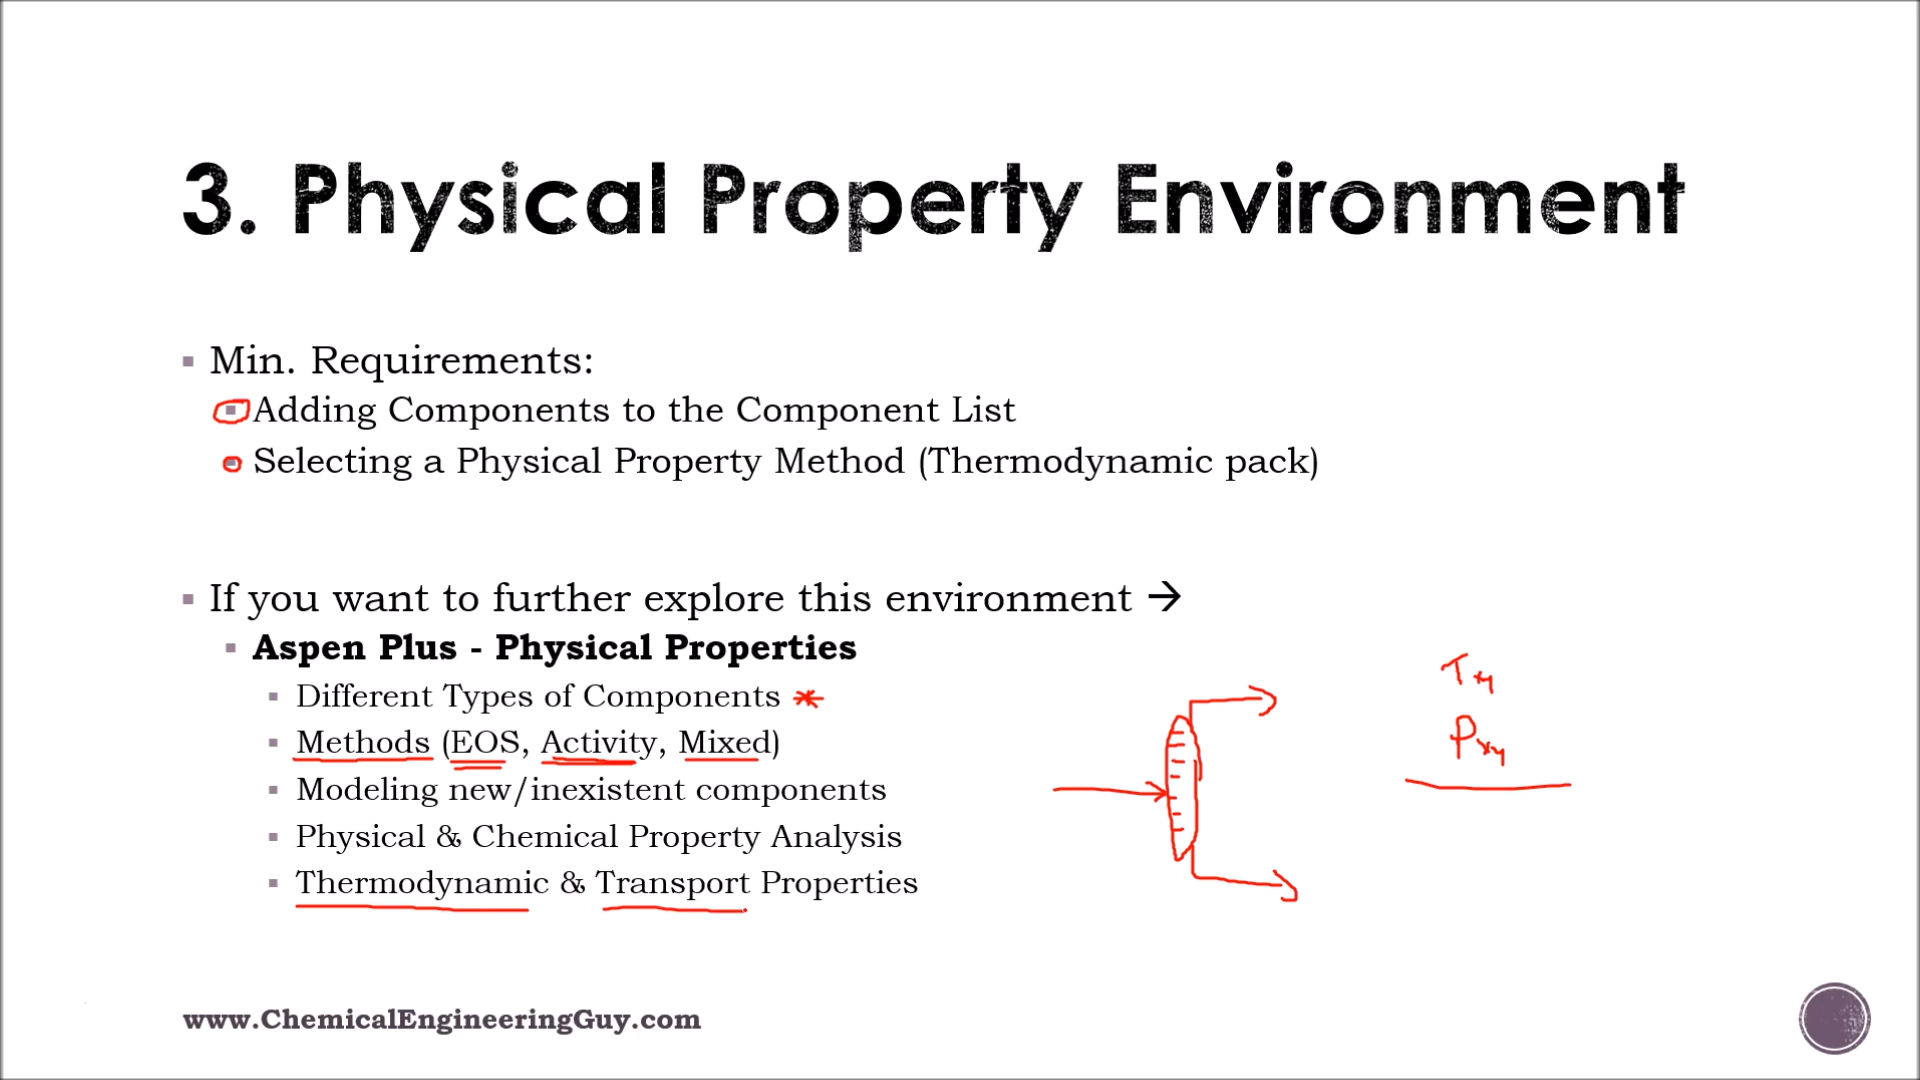 3. Physical Property Environment
Min. Requirements:
Adding Components to the Component List
Selecting a Physical Property Method (Thermodynamic pack)
If you want to further explore this environment →
Aspen Plus - Physical Properties
Different Types of Components *
Methods (EOS, Activity, Mixed)
Modeling new/inexistent components
Physical & Chemical Property Analysis
Thermodynamic & Transport Properties
Txy
Pxy
www.ChemicalEngineeringGuy.com